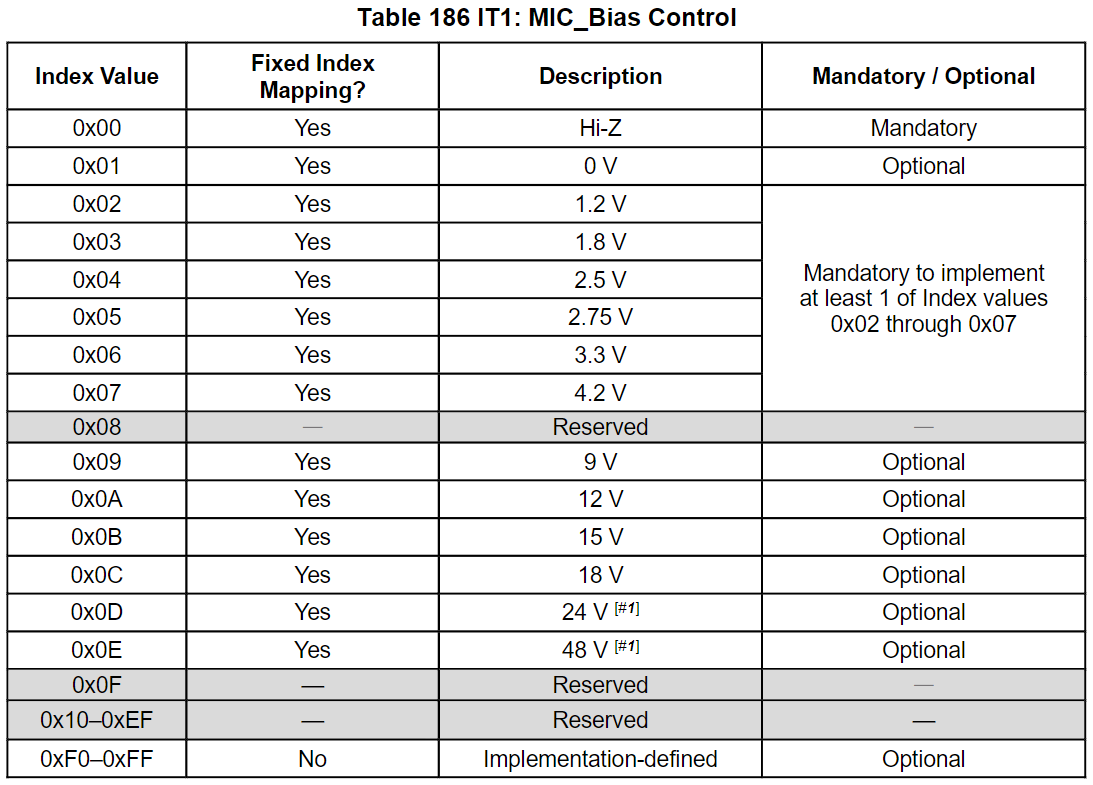 Table 186 IT1: MIC_Bias Control
Index Value Fixed Index Mapping? Description Mandatory / Optional
0x00 Yes Hi-Z Mandatory
0x01 Yes 0 V Optional
0x02 Yes 1.2 V Mandatory to implement at least 1 of Index values 0x02 through 0x07
0x03 Yes 1.8 V
0x04 Yes 2.5 V
0x05 Yes 2.75 V
0x06 Yes 3.3 V
0x07 Yes 4.2 V
0x08 — Reserved —
0x09 Yes 9 V Optional
0x0A Yes 12 V Optional
0x0B Yes 15 V Optional
0x0C Yes 18 V Optional
0x0D Yes 24 V [#1] Optional
0x0E Yes 48 V [#1] Optional
0x0F — Reserved —
0x10–0xEF — Reserved —
0xF0–0xFF No Implementation-defined Optional